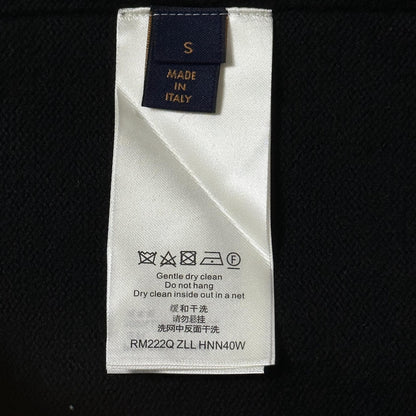 S
MADE
IN
ITALY
F
Gentle dry clean
Do not hang
Dry clean inside out in a net
缓和干洗
请勿悬挂
洗网中反面干洗
RM222Q ZLL HNN40W